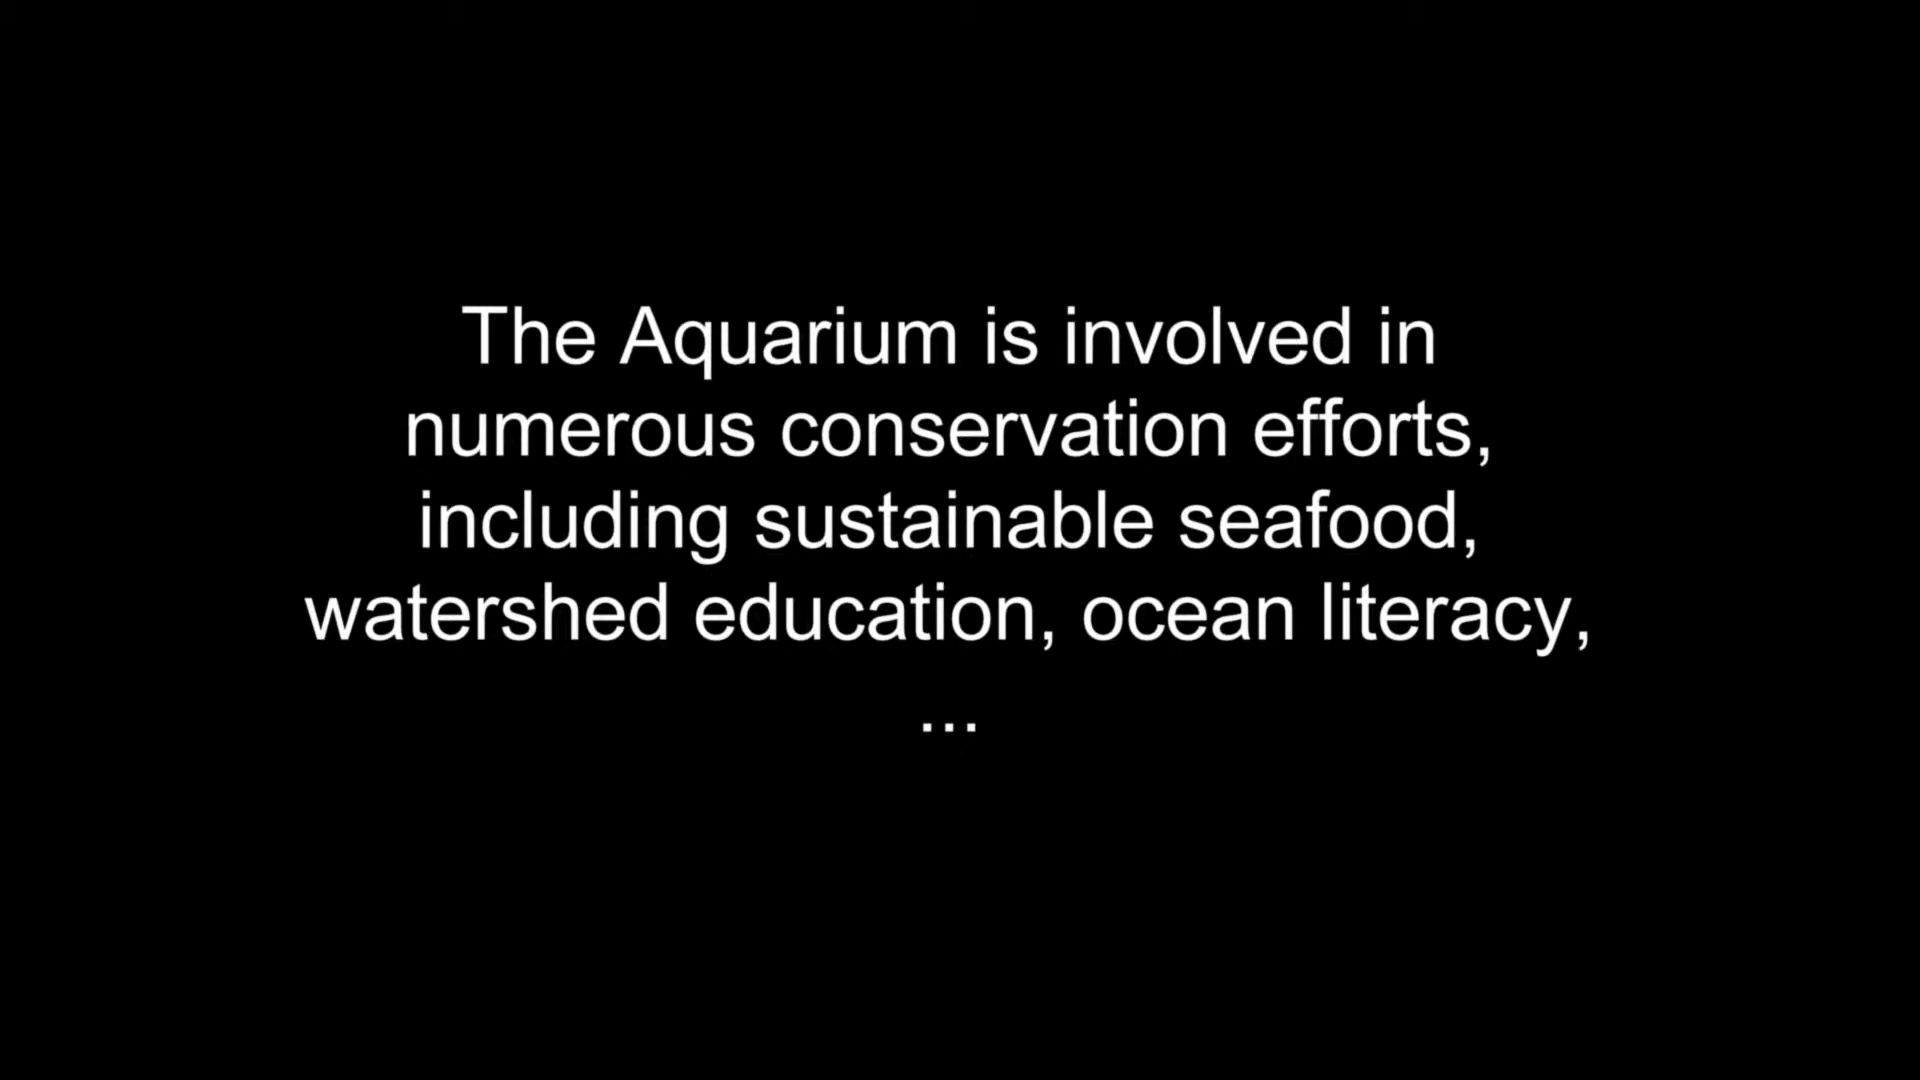 The Aquarium is involved in
numerous conservation efforts,
including sustainable seafood,
watershed education, ocean literacy,
...